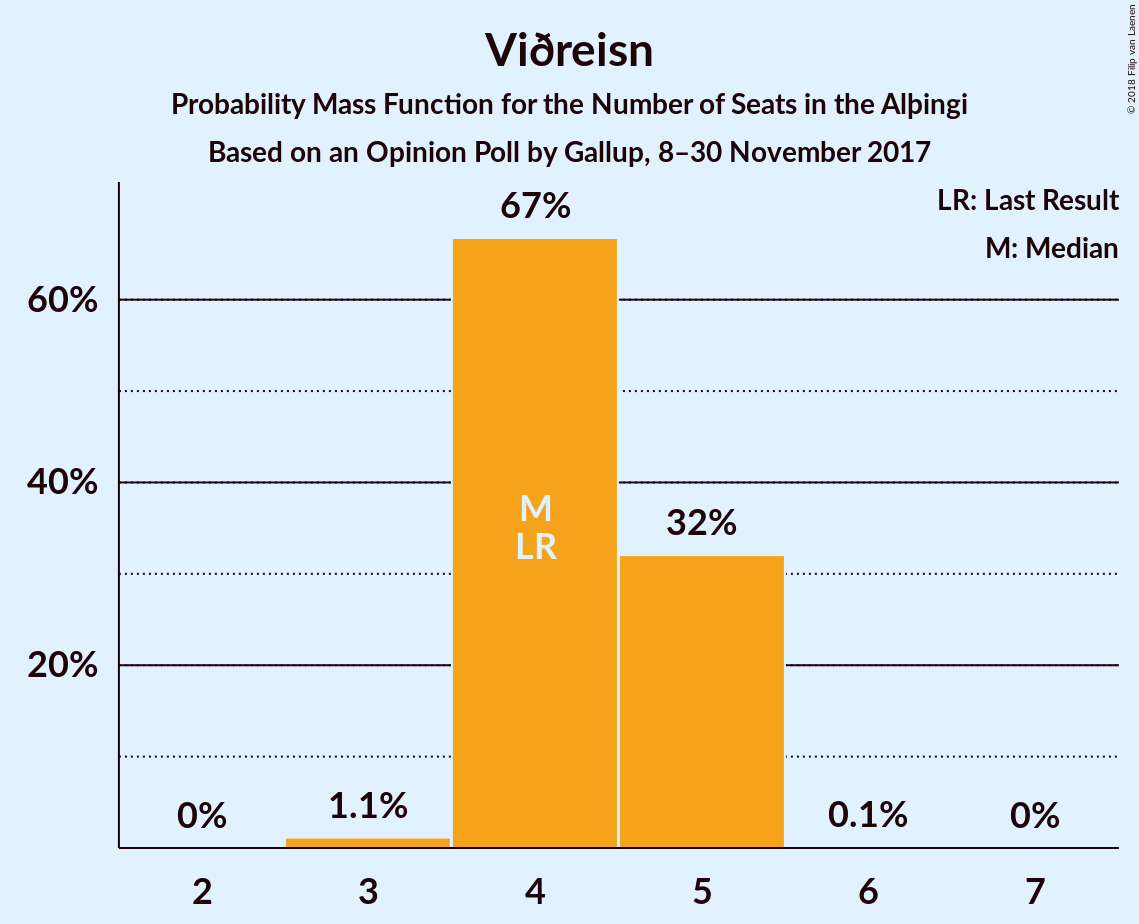 Viðreisn
Probability Mass Function for the Number of Seats in the Alþingi
Based on an Opinion Poll by Gallup, 8–30 November 2017
© 2018 Filip van Laenen
LR: Last Result
M: Median
67%
60%
40%
20%
M
LR
32%
0%
1.1%
0.1%
0%
2
3
4
5
6
7